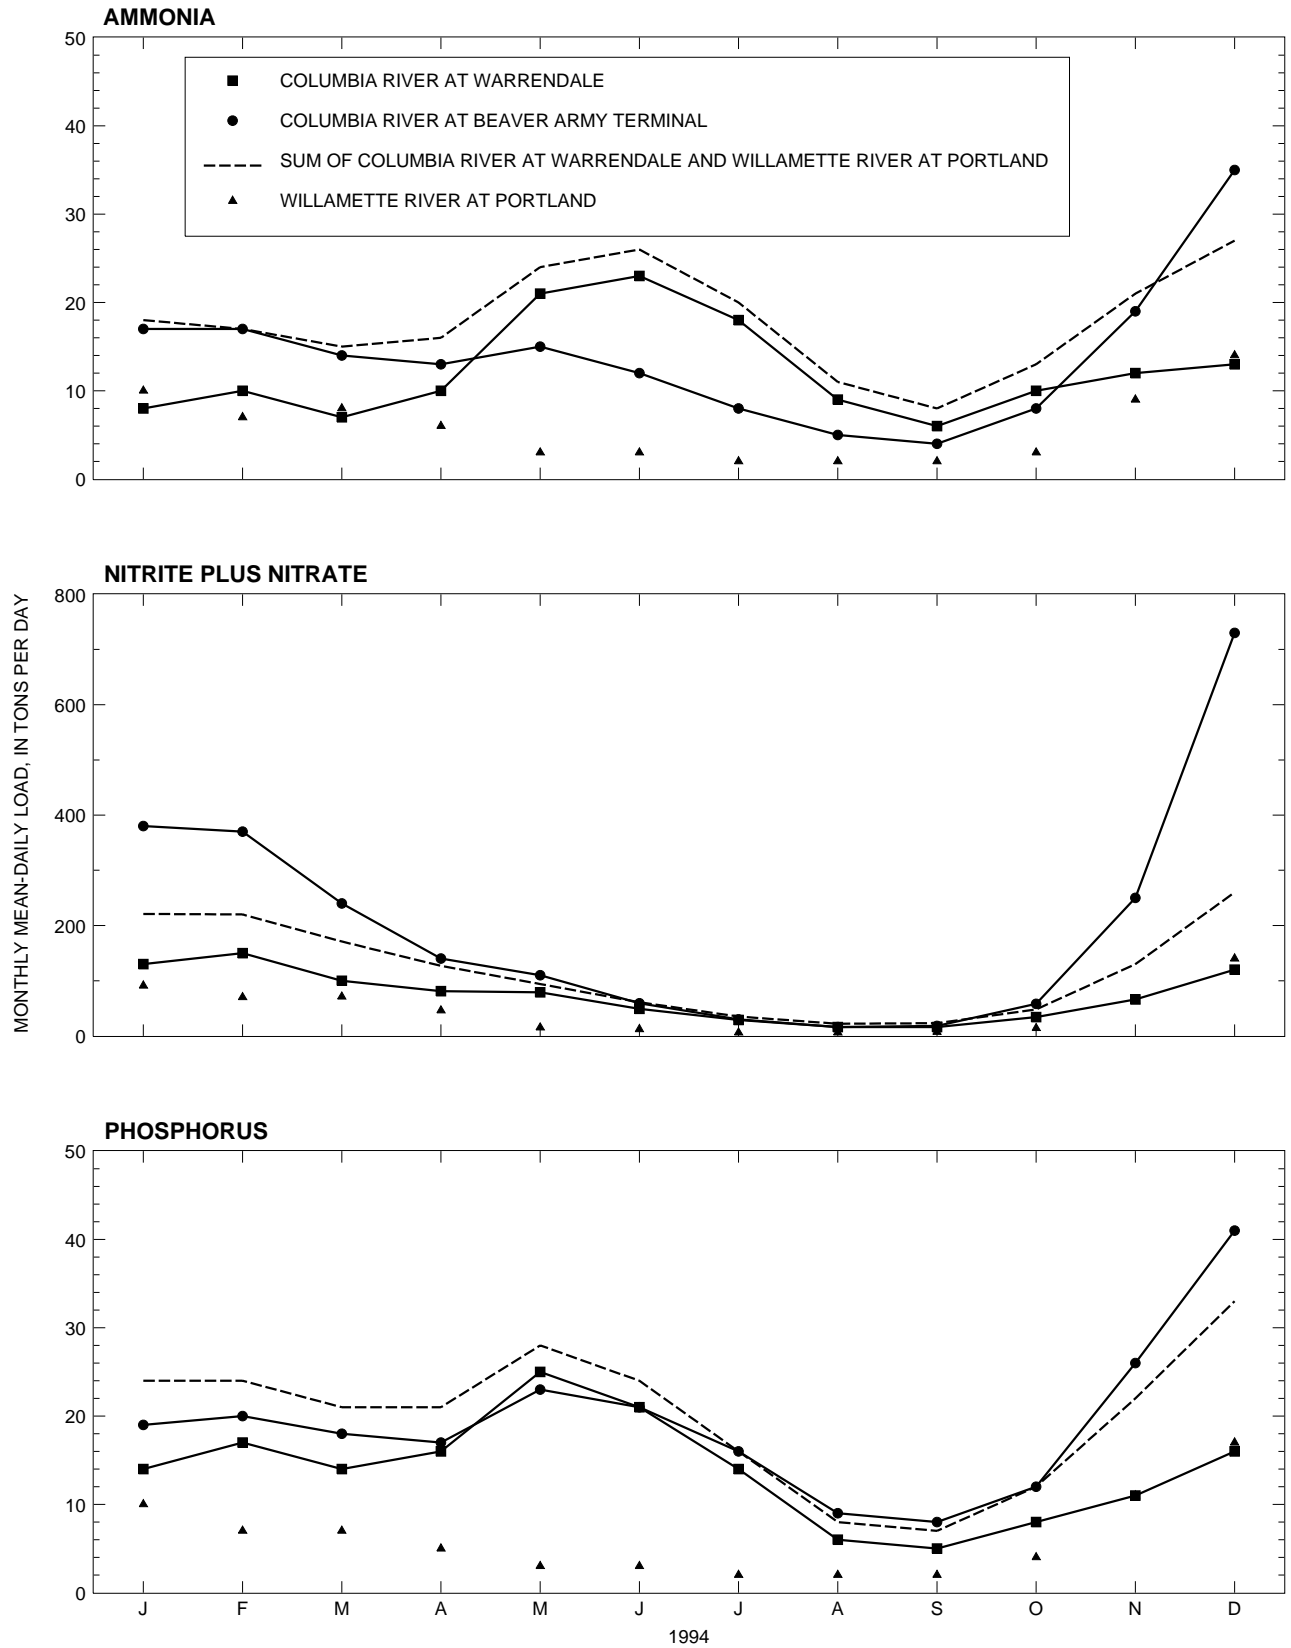 AMMONIA
50
40
30
20
10
0
COLUMBIA RIVER AT WARRENDALE
COLUMBIA RIVER AT BEAVER ARMY TERMINAL
SUM OF COLUMBIA RIVER AT WARRENDALE AND WILLAMETTE RIVER AT PORTLAND
WILLAMETTE RIVER AT PORTLAND
MONTHLY MEAN-DAILY LOAD, IN TONS PER DAY
NITRITE PLUS NITRATE
800
600
400
200
0
PHOSPHORUS
50
40
30
20
10
0
J F M A M J J A S O N D
1994